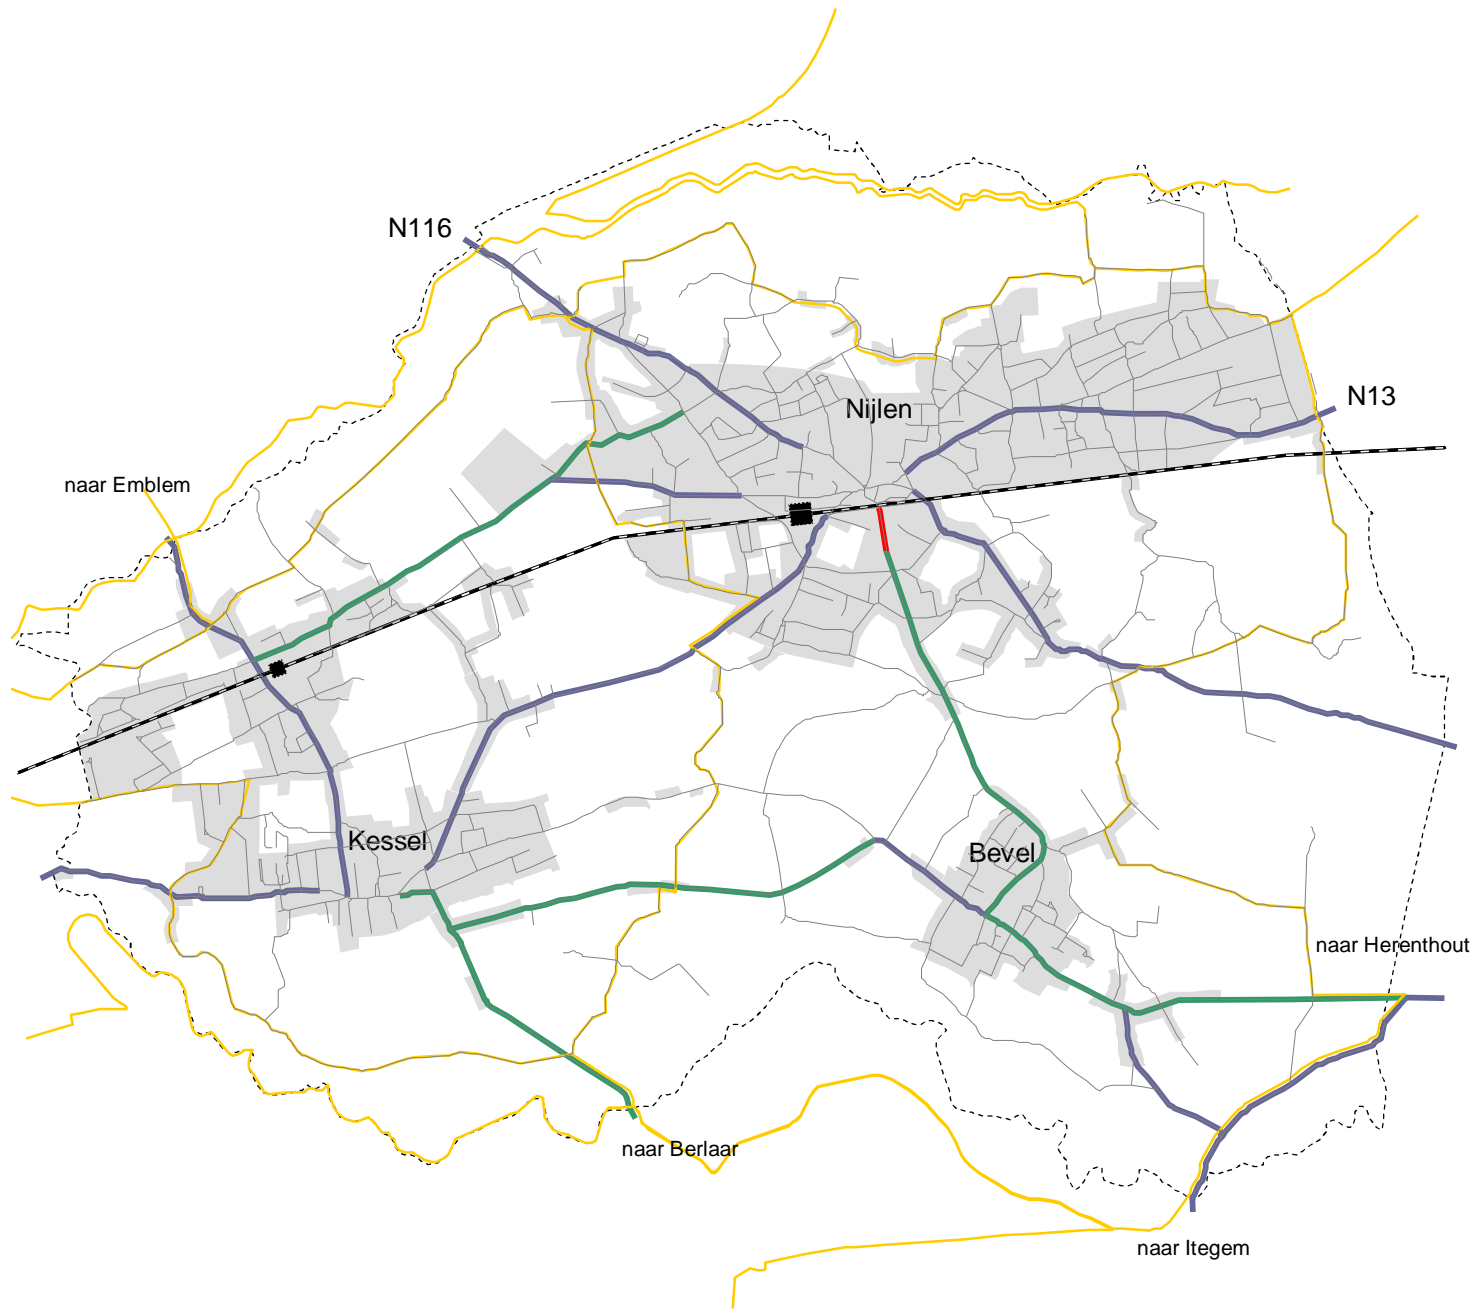 N116
N13
Nijlen
naar Emblem
Kessel
Bevel
naar Herenthout
naar Berlaar
naar Itegem